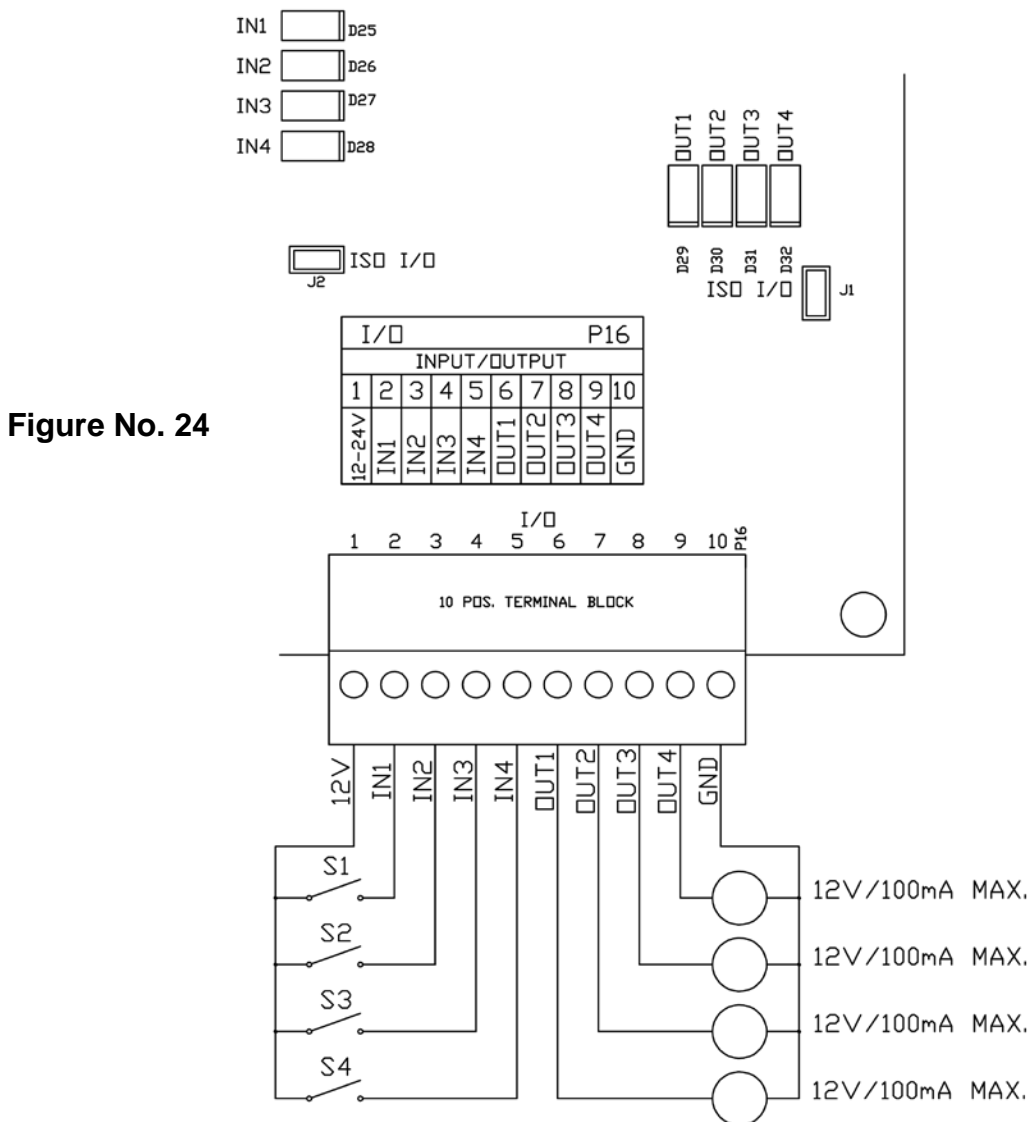 IN1 D25
IN2 D26
IN3 D27
IN4 D28
OUT1 OUT2 OUT3 OUT4
D29 D30 D31 D32
J2 ISO I/O
ISO I/O J1
I/O P16
INPUT/OUTPUT
1 2 3 4 5 6 7 8 9 10
12-24V IN1 IN2 IN3 IN4 OUT1 OUT2 OUT3 OUT4 GND
Figure No. 24
I/O
1 2 3 4 5 6 7 8 9 10 P16
10 POS. TERMINAL BLOCK
12V IN1 IN2 IN3 IN4 OUT1 OUT2 OUT3 OUT4 GND
S1 12V/100mA MAX.
S2 12V/100mA MAX.
S3 12V/100mA MAX.
S4 12V/100mA MAX.